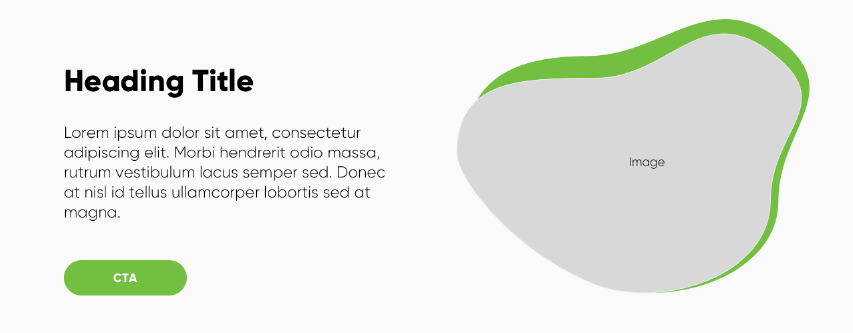 Heading Title
Lorem ipsum dolor sit amet, consectetur
adipiscing elit. Morbi hendrerit odio massa,
rutrum vestibulum lacus semper sed. Donec
at nisl id tellus ullamcorper lobortis sed at
magna.
CTA
Image